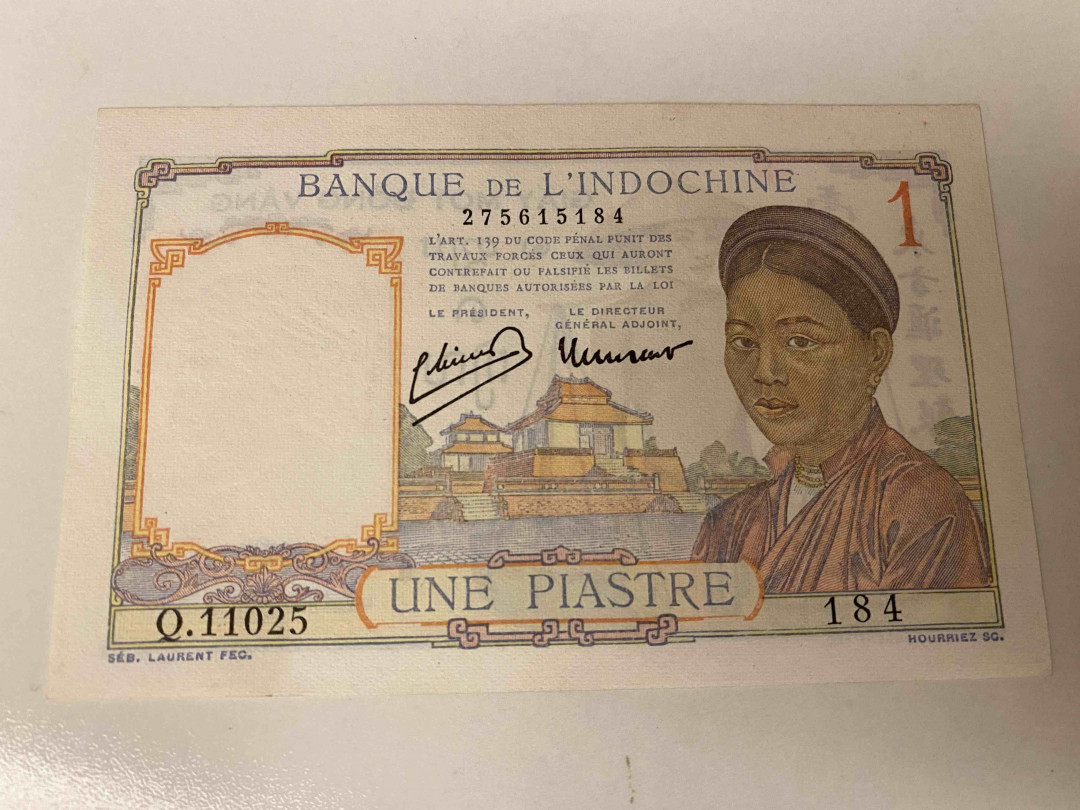 BANQUE DE L'INDOCHINE
275615184
1
L'ART. 139 DU CODE PÉNAL PUNIT DES
TRAVAUX FORCÉS CEUX QUI AURONT
CONTREFAIT OU FALSIFIÉ LES BILLETS
DE BANQUES AUTORISÉES PAR LA LOI
LE PRÉSIDENT,
LE DIRECTEUR
GÉNÉRAL ADJOINT,
UNE PIASTRE
Q.11025
184
SÉB. LAURENT FEC.
HOURRIEZ SC.